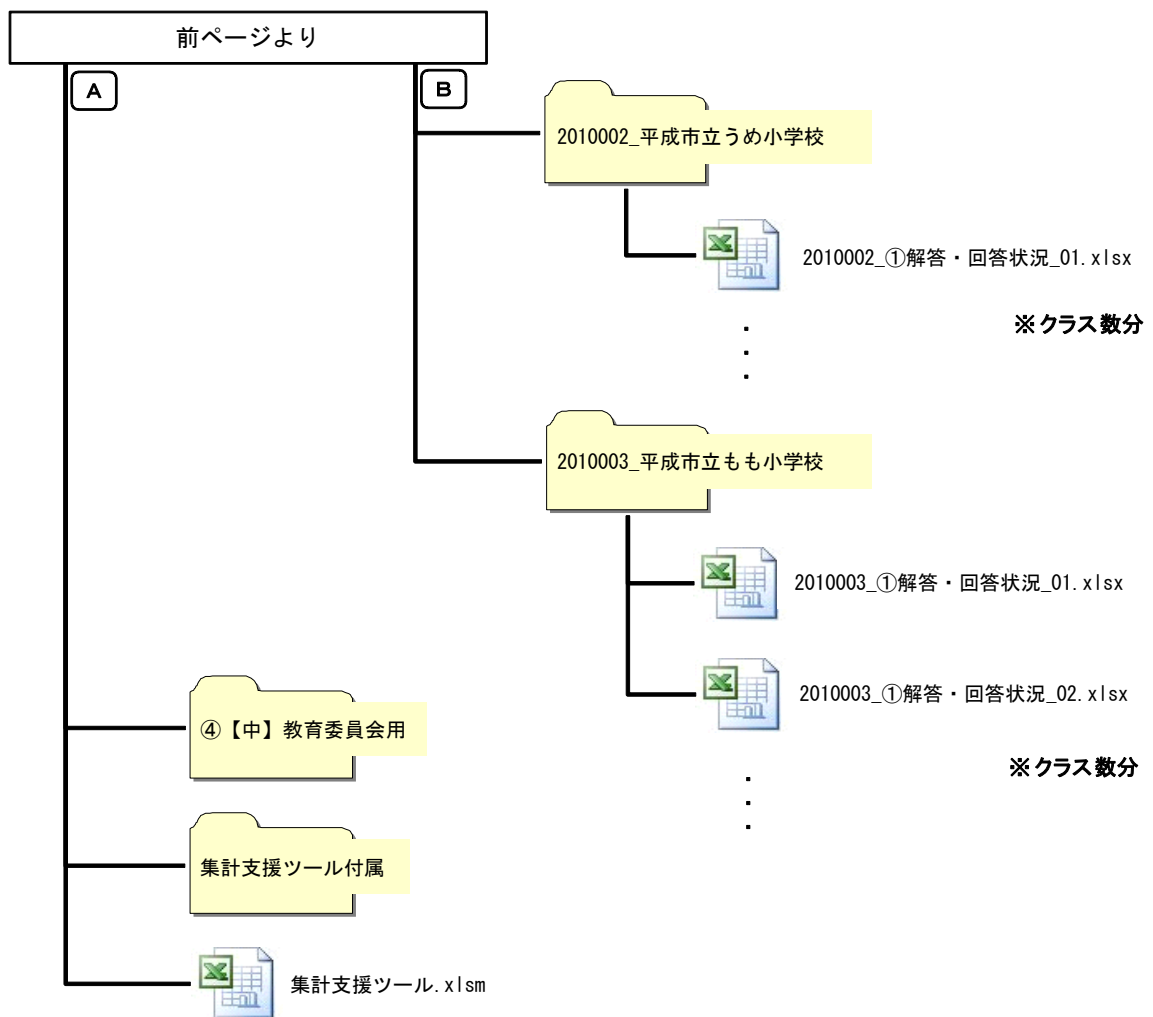 前ページより
A
B
2010002_平成市立うめ小学校
2010002_①解答・回答状況_01.xlsx
※クラス数分
・
・
・
2010003_平成市立もも小学校
2010003_①解答・回答状況_01.xlsx
2010003_①解答・回答状況_02.xlsx
※クラス数分
・
・
・
④【中】教育委員会用
集計支援ツール付属
集計支援ツール.xlsm